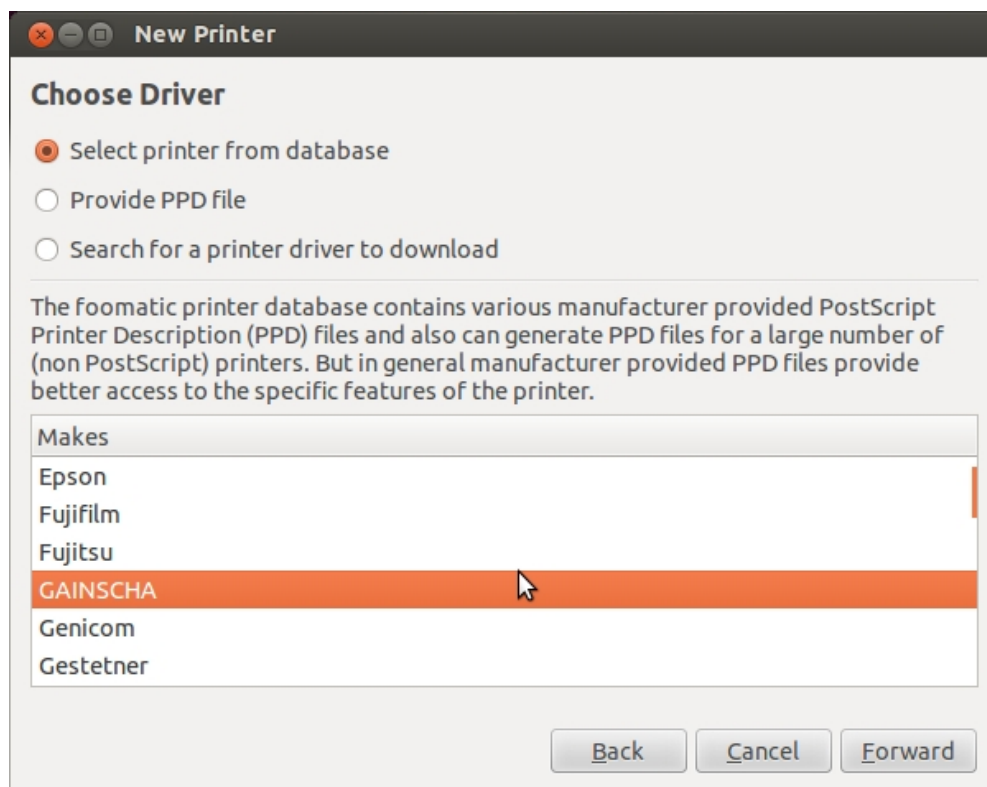 New Printer
Choose Driver
Select printer from database
Provide PPD file
Search for a printer driver to download
The foomatic printer database contains various manufacturer provided PostScript
Printer Description (PPD) files and also can generate PPD files for a large number of
(non PostScript) printers. But in general manufacturer provided PPD files provide
better access to the specific features of the printer.
Makes
Epson
Fujifilm
Fujitsu
GAINSCHA
Genicom
Gestetner
Back Cancel Forward